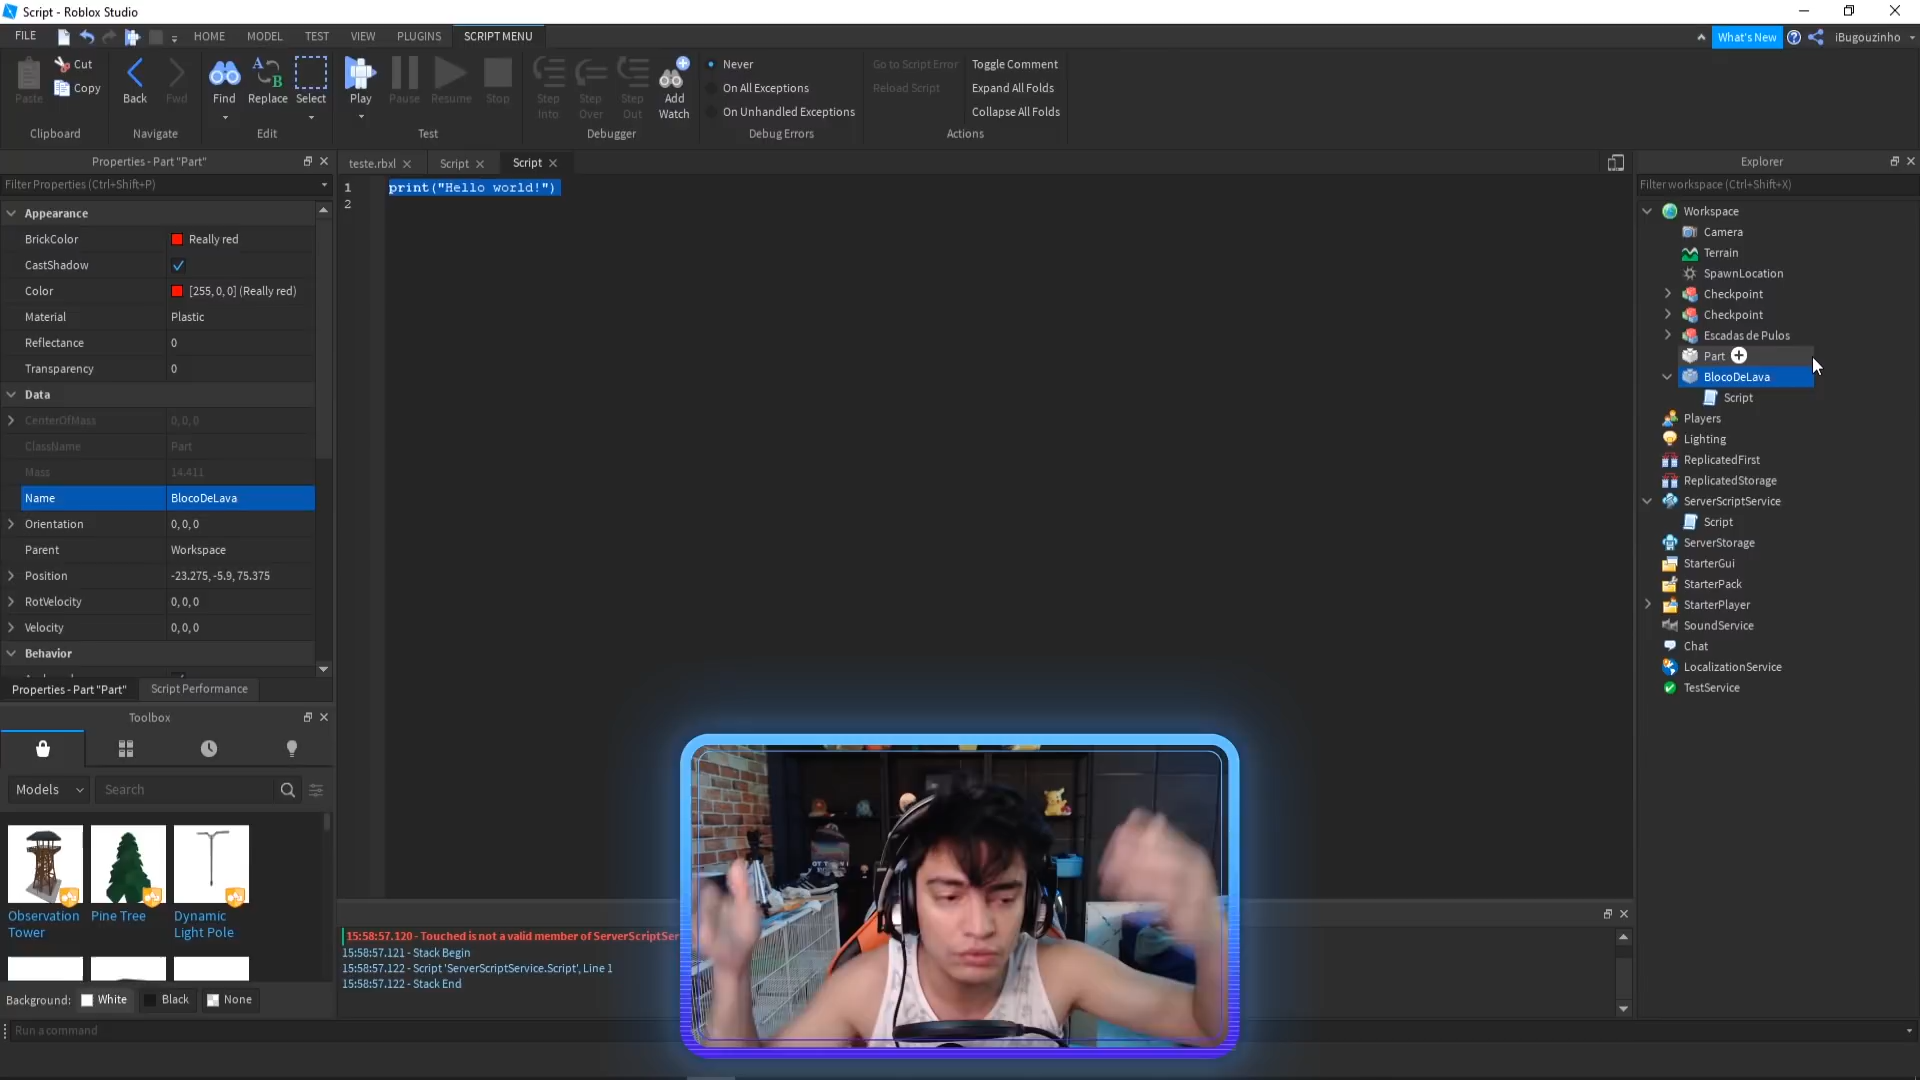 Script - Roblox Studio
FILE
HOME
MODEL
TEST
VIEW
PLUGINS
SCRIPT MENU
What's New
iBugouzinho
Paste
Cut
Copy
Clipboard
Back
Fwd
Navigate
Find
Replace
Select
Edit
Play
Pause
Resume
Stop
Test
Step Into
Step Over
Step Out
Add Watch
Debugger
Never
On All Exceptions
On Unhandled Exceptions
Debug Errors
Go to Script Error
Reload Script
Toggle Comment
Expand All Folds
Collapse All Folds
Actions
Properties - Part "Part"
Filter Properties (Ctrl+Shift+P)
Appearance
BrickColor Really red
CastShadow
Color [255, 0, 0] (Really red)
Material Plastic
Reflectance 0
Transparency 0
Data
CenterOfMass 0, 0, 0
ClassName Part
Mass 14.411
Name BlocoDeLava
Orientation 0, 0, 0
Parent Workspace
Position -23.275, -5.9, 75.375
RotVelocity 0, 0, 0
Velocity 0, 0, 0
Behavior
Properties - Part "Part"
Script Performance
Toolbox
Models
Search
Observation Tower
Pine Tree
Dynamic Light Pole
Background: White Black None
Run a command
teste.rbxl
Script
Script
1 print("Hello world!")
2
15:58:57.120 - Touched is not a valid member of ServerScriptSer
15:58:57.121 - Stack Begin
15:58:57.122 - Script 'ServerScriptService.Script', Line 1
15:58:57.122 - Stack End
Explorer
Filter workspace (Ctrl+Shift+X)
Workspace
Camera
Terrain
SpawnLocation
Checkpoint
Checkpoint
Escadas de Pulos
Part
BlocoDeLava
Script
Players
Lighting
ReplicatedFirst
ReplicatedStorage
ServerScriptService
Script
ServerStorage
StarterGui
StarterPack
StarterPlayer
SoundService
Chat
LocalizationService
TestService